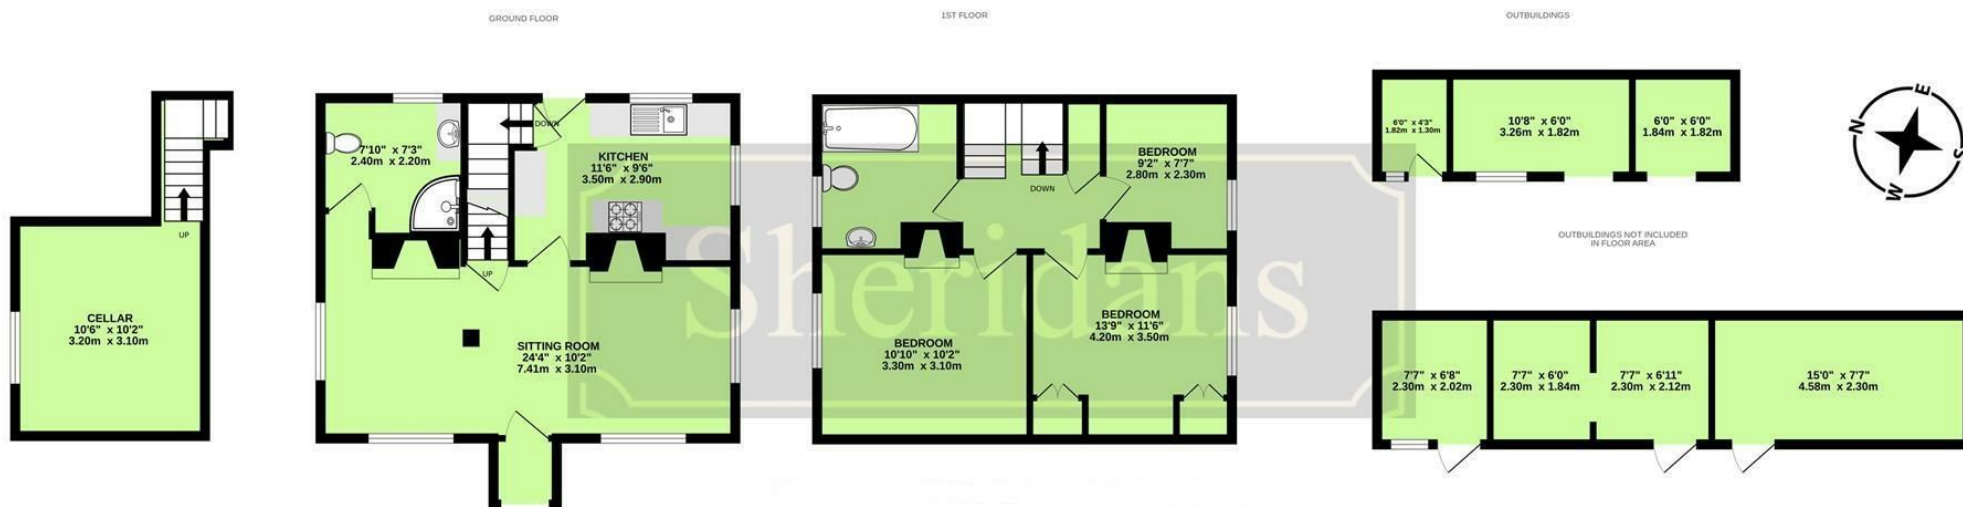 GROUND FLOOR
1ST FLOOR
OUTBUILDINGS
UP
CELLAR
10'6" x 10'2"
3.20m x 3.10m
7'10" x 7'3"
2.40m x 2.20m
DOWN
KITCHEN
11'6" x 9'6"
3.50m x 2.90m
UP
SITTING ROOM
24'4" x 10'2"
7.41m x 3.10m
DOWN
BEDROOM
9'2" x 7'7"
2.80m x 2.30m
BEDROOM
10'10" x 10'2"
3.30m x 3.10m
BEDROOM
13'9" x 11'6"
4.20m x 3.50m
Sheridans
6'0" x 4'3"
1.82m x 1.30m
10'8" x 6'0"
3.26m x 1.82m
6'0" x 6'0"
1.84m x 1.82m
OUTBUILDINGS NOT INCLUDED
IN FLOOR AREA
7'7" x 6'8"
2.30m x 2.02m
7'7" x 6'0"
2.30m x 1.84m
7'7" x 6'11"
2.30m x 2.12m
15'0" x 7'7"
4.58m x 2.30m
N
E
S
W